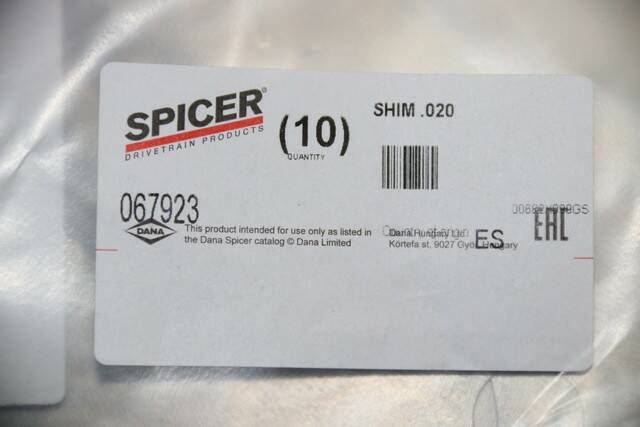 SPICER®
DRIVETRAIN PRODUCTS
(10)
QUANTITY
SHIM .020
067923
DANA
This product intended for use only as listed in
the Dana Spicer catalog © Dana Limited
Dana Hungary Ltd.
Körtefa st. 9027 Győr, Hungary
ES
EAC